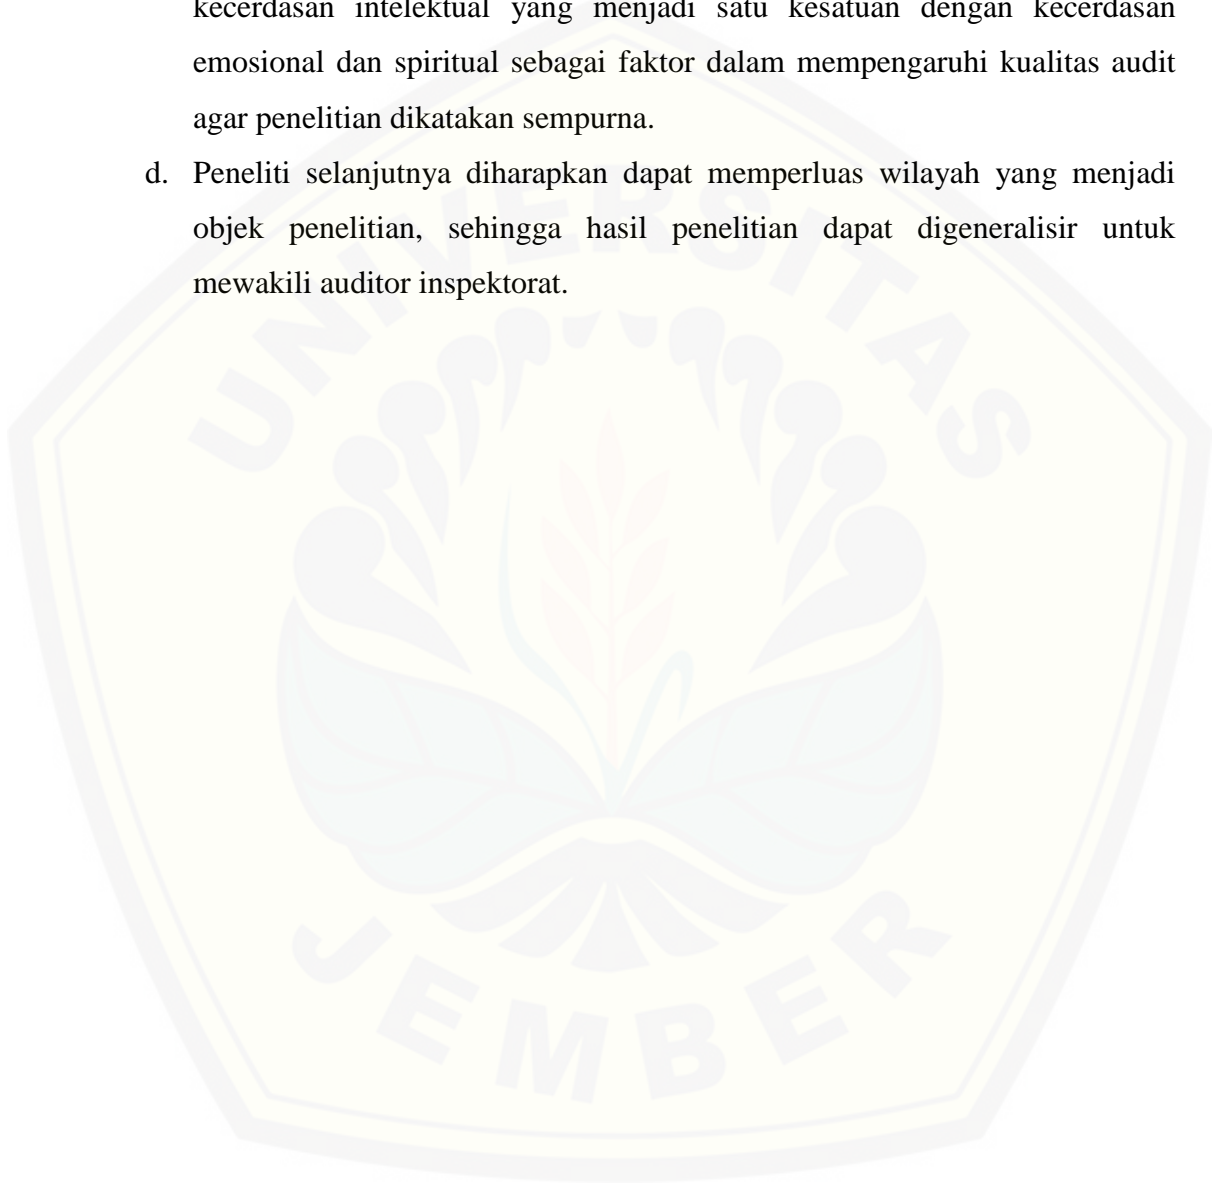 kecerdasan intelektual yang menjadi satu kesatuan dengan kecerdasan
emosional dan spiritual sebagai faktor dalam mempengaruhi kualitas audit
agar penelitian dikatakan sempurna.
d. Peneliti selanjutnya diharapkan dapat memperluas wilayah yang menjadi
objek penelitian, sehingga hasil penelitian dapat digeneralisir untuk
mewakili auditor inspektorat.
UNIVERSITAS
JEMBER